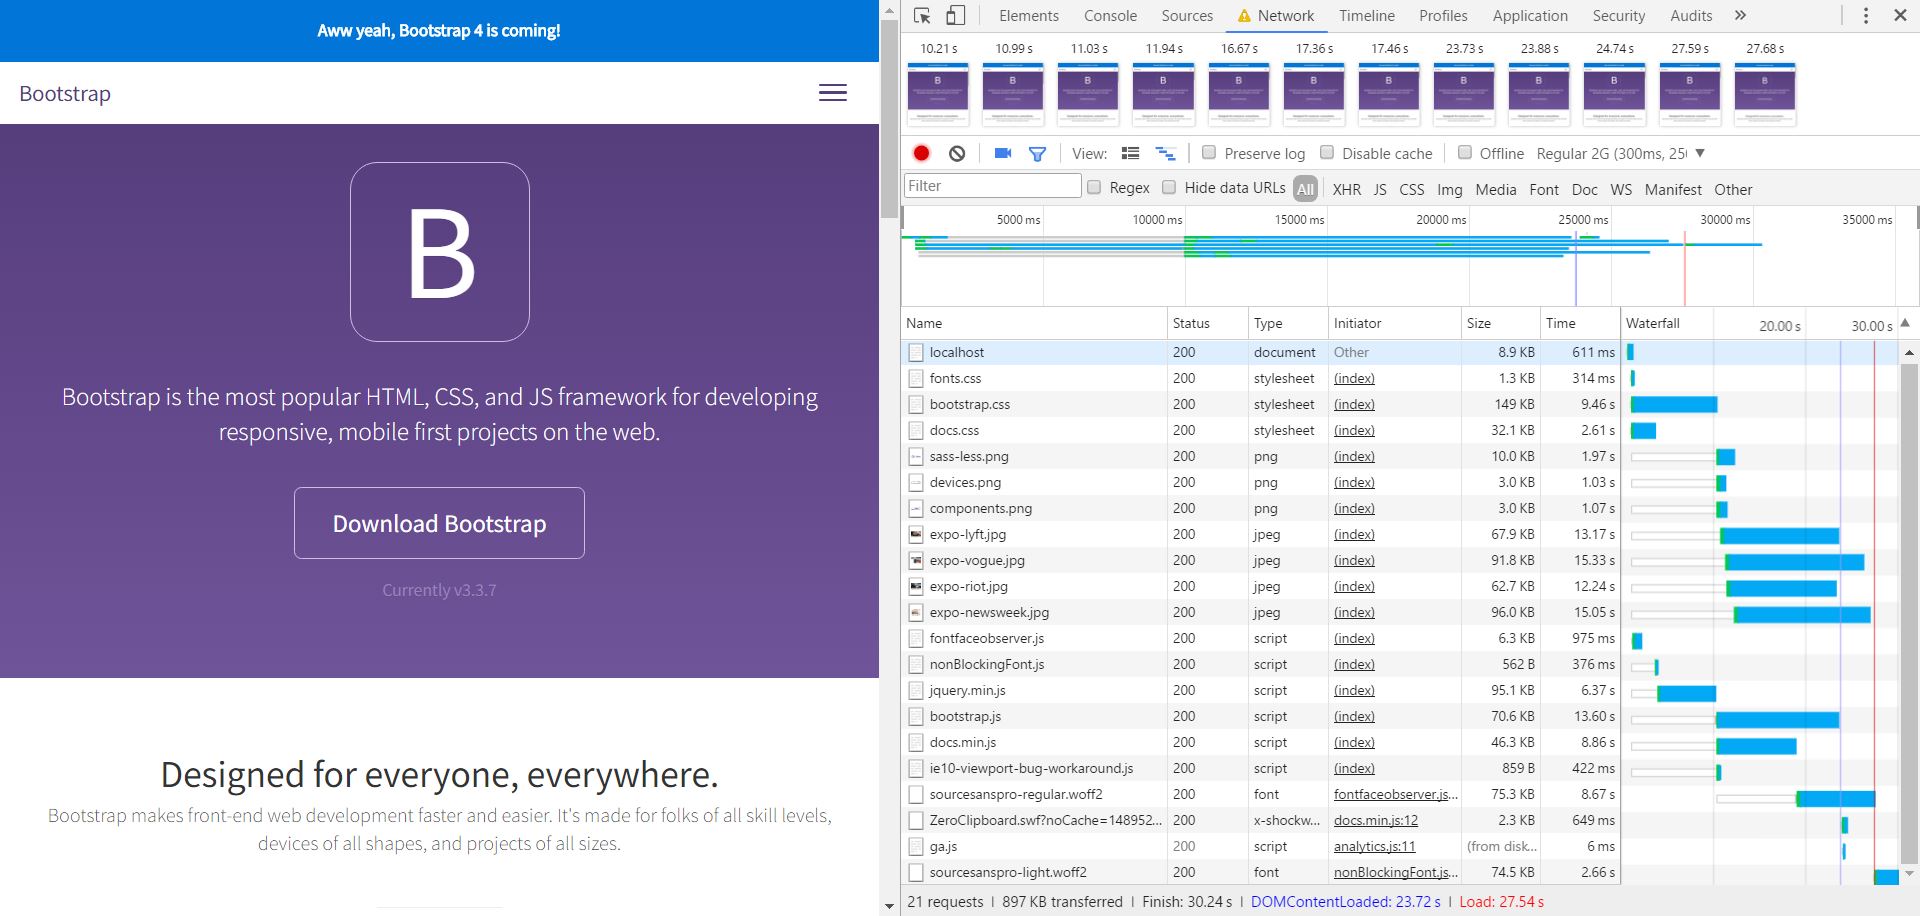 Aww yeah, Bootstrap 4 is coming!
Bootstrap
B
Bootstrap is the most popular HTML, CSS, and JS framework for developing
responsive, mobile first projects on the web.
Download Bootstrap
Currently v3.3.7
Designed for everyone, everywhere.
Bootstrap makes front-end web development faster and easier. It's made for folks of all skill levels,
devices of all shapes, and projects of all sizes.
Elements Console Sources Network Timeline Profiles Application Security Audits »
10.21 s 10.99 s 11.03 s 11.94 s 16.67 s 17.36 s 17.46 s 23.73 s 23.88 s 24.74 s 27.59 s 27.68 s
B B B B B B B B B B B B
View: Preserve log Disable cache Offline Regular 2G (300ms, 25
Filter Regex Hide data URLs All XHR JS CSS Img Media Font Doc WS Manifest Other
5000 ms 10000 ms 15000 ms 20000 ms 25000 ms 30000 ms 35000 ms
Name Status Type Initiator Size Time Waterfall 20.00 s 30.00 s
localhost 200 document Other 8.9 KB 611 ms
fonts.css 200 stylesheet (index) 1.3 KB 314 ms
bootstrap.css 200 stylesheet (index) 149 KB 9.46 s
docs.css 200 stylesheet (index) 32.1 KB 2.61 s
sass-less.png 200 png (index) 10.0 KB 1.97 s
devices.png 200 png (index) 3.0 KB 1.03 s
components.png 200 png (index) 3.0 KB 1.07 s
expo-lyft.jpg 200 jpeg (index) 67.9 KB 13.17 s
expo-vogue.jpg 200 jpeg (index) 91.8 KB 15.33 s
expo-riot.jpg 200 jpeg (index) 62.7 KB 12.24 s
expo-newsweek.jpg 200 jpeg (index) 96.0 KB 15.05 s
fontfaceobserver.js 200 script (index) 6.3 KB 975 ms
nonBlockingFont.js 200 script (index) 562 B 376 ms
jquery.min.js 200 script (index) 95.1 KB 6.37 s
bootstrap.js 200 script (index) 70.6 KB 13.60 s
docs.min.js 200 script (index) 46.3 KB 8.86 s
ie10-viewport-bug-workaround.js 200 script (index) 859 B 422 ms
sourcesanspro-regular.woff2 200 font fontfaceobserver.js... 75.3 KB 8.67 s
ZeroClipboard.swf?noCache=148952... 200 x-shockw... docs.min.js:12 2.3 KB 649 ms
ga.js 200 script analytics.js:11 (from disk... 6 ms
sourcesanspro-light.woff2 200 font nonBlockingFont.js... 74.5 KB 2.66 s
21 requests | 897 KB transferred | Finish: 30.24 s | DOMContentLoaded: 23.72 s | Load: 27.54 s